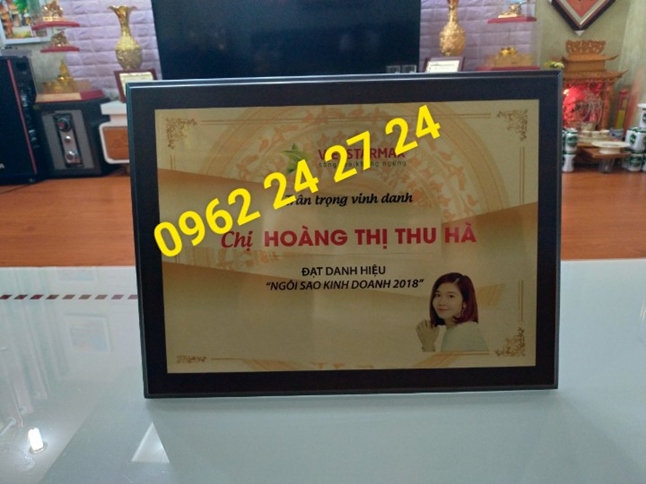 VIETSTARMAX
0962 24 27 24
Trân trọng vinh danh
Chị HOÀNG THỊ THU HÀ
ĐẠT DANH HIỆU
"NGÔI SAO KINH DOANH 2018"